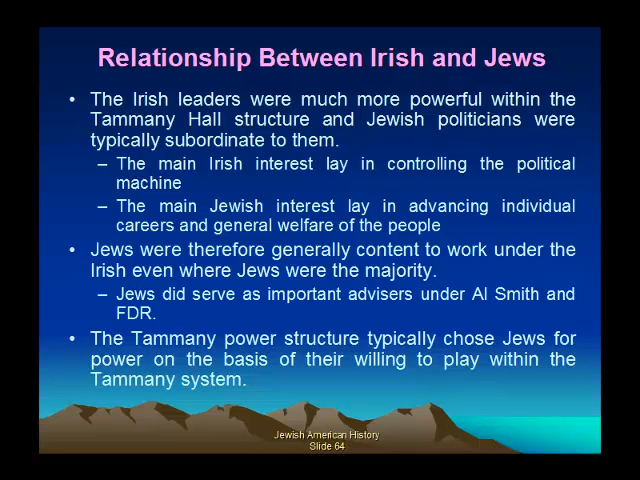 Relationship Between Irish and Jews
• The Irish leaders were much more powerful within the
Tammany Hall structure and Jewish politicians were
typically subordinate to them.
– The main Irish interest lay in controlling the political
machine
– The main Jewish interest lay in advancing individual
careers and general welfare of the people
• Jews were therefore generally content to work under the
Irish even where Jews were the majority.
– Jews did serve as important advisers under Al Smith and
FDR.
• The Tammany power structure typically chose Jews for
power on the basis of their willing to play within the
Tammany system.
Jewish American History
Slide 64